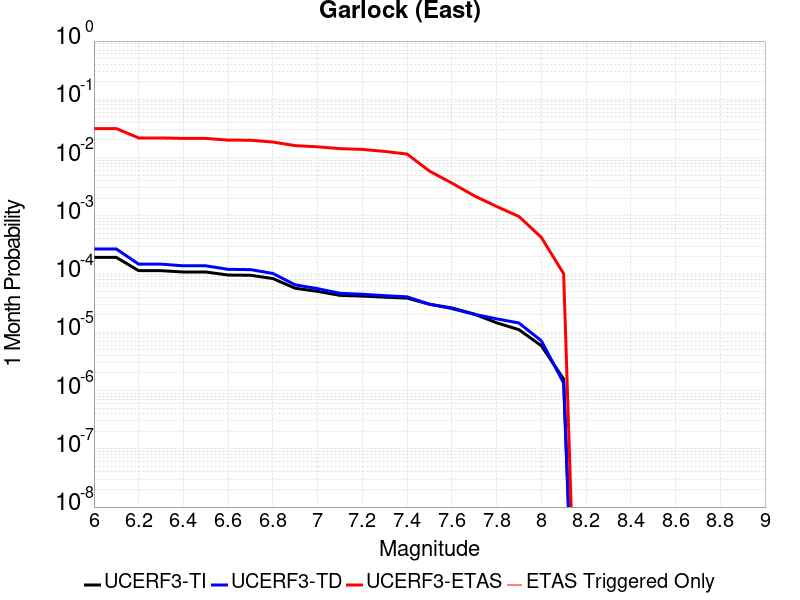 Garlock (East)
1 Month Probability
10^0
10^-1
10^-2
10^-3
10^-4
10^-5
10^-6
10^-7
10^-8
6 6.2 6.4 6.6 6.8 7 7.2 7.4 7.6 7.8 8 8.2 8.4 8.6 8.8 9
Magnitude
UCERF3-TI UCERF3-TD UCERF3-ETAS ETAS Triggered Only